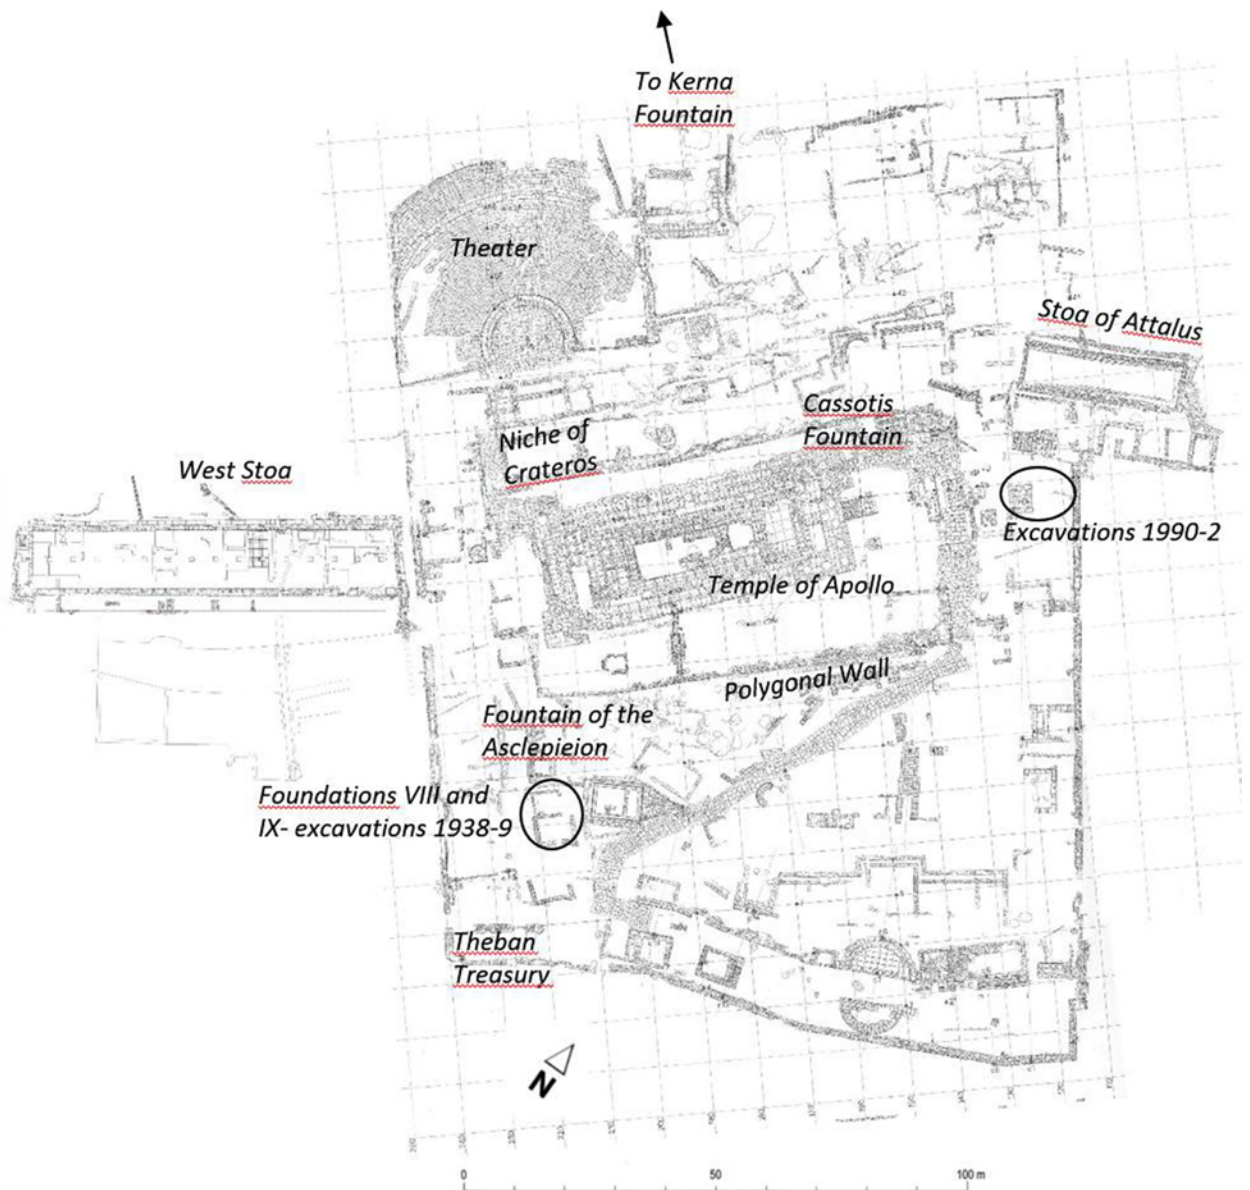 To Kerna
Fountain
Theater
Stoa of Attalus
Cassotis
Fountain
Niche of
Crateros
West Stoa
Excavations 1990-2
Temple of Apollo
Polygonal Wall
Fountain of the
Asclepieion
Foundations VIII and
IX- excavations 1938-9
Theban
Treasury
N
0 50 100 m